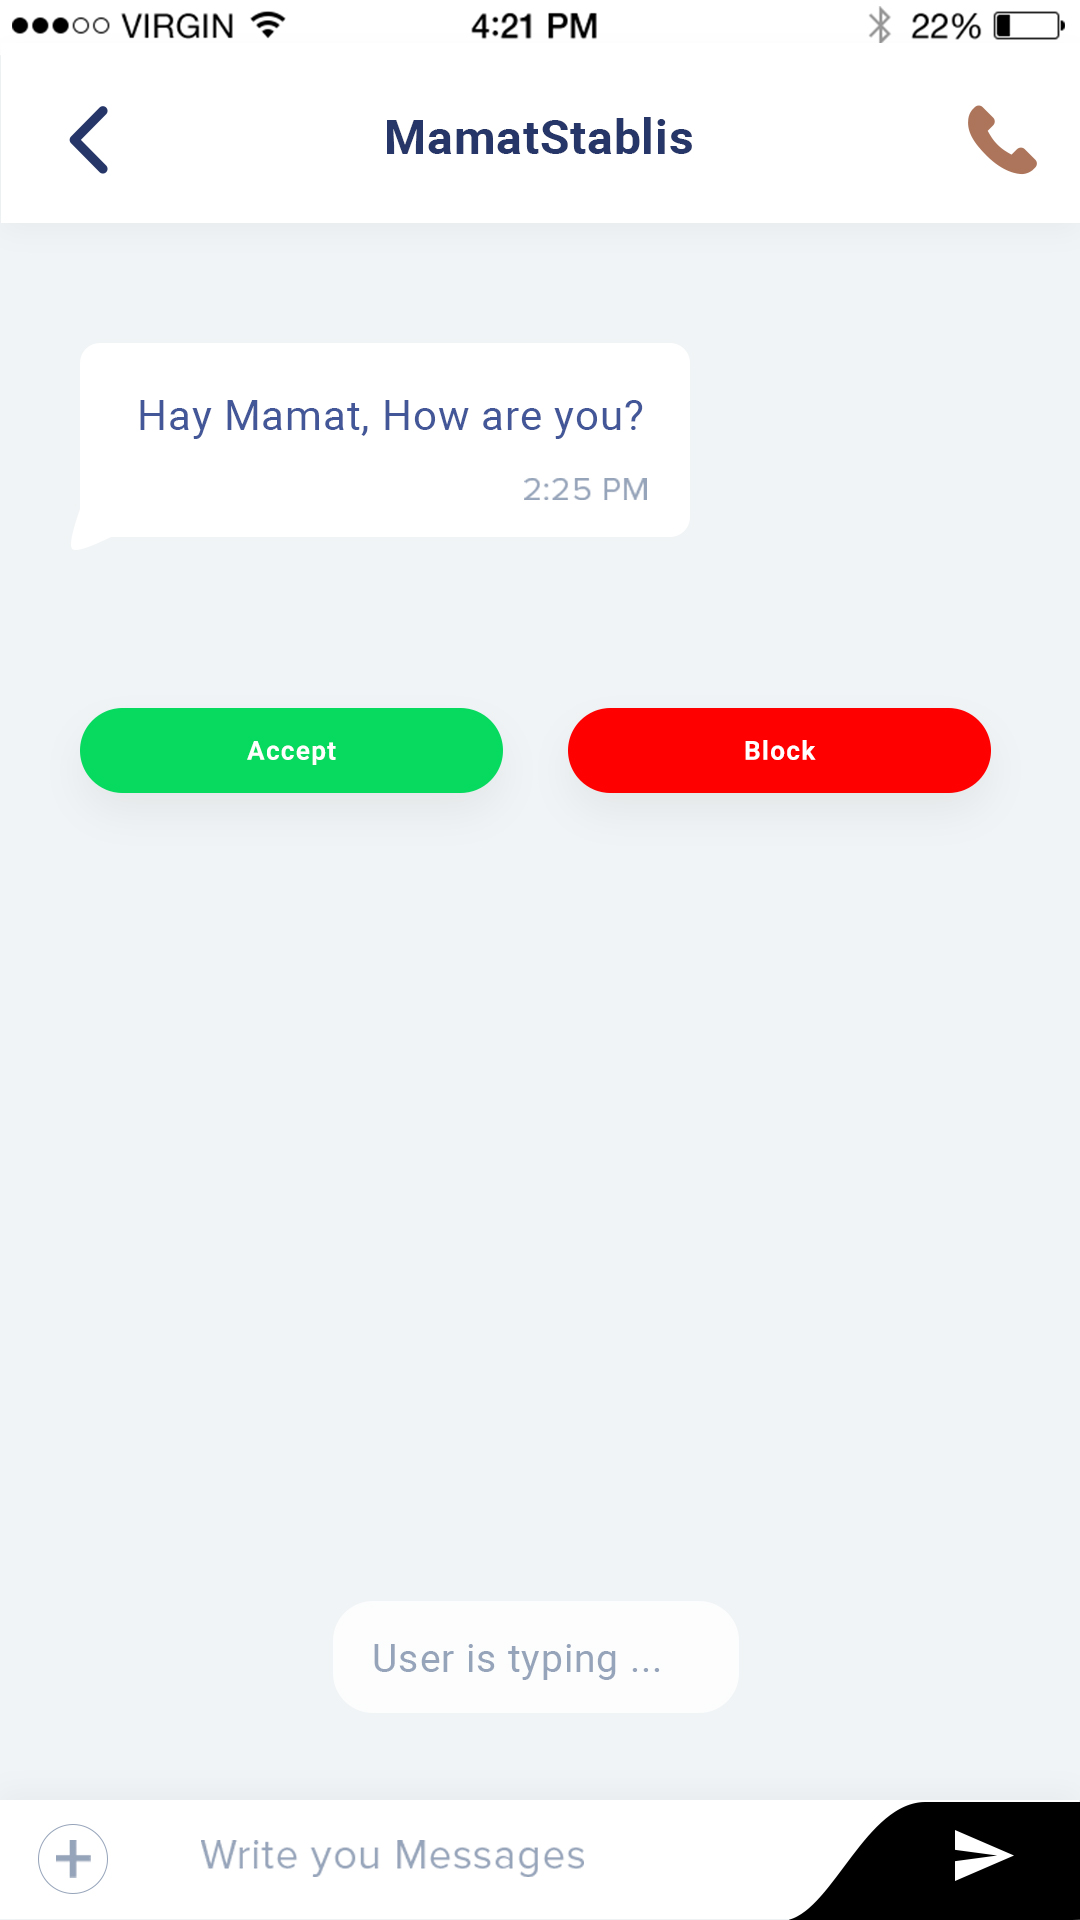 VIRGIN 4:21 PM 22%
MamatStablis
Hay Mamat, How are you?
2:25 PM
Accept Block
User is typing ...
Write you Messages